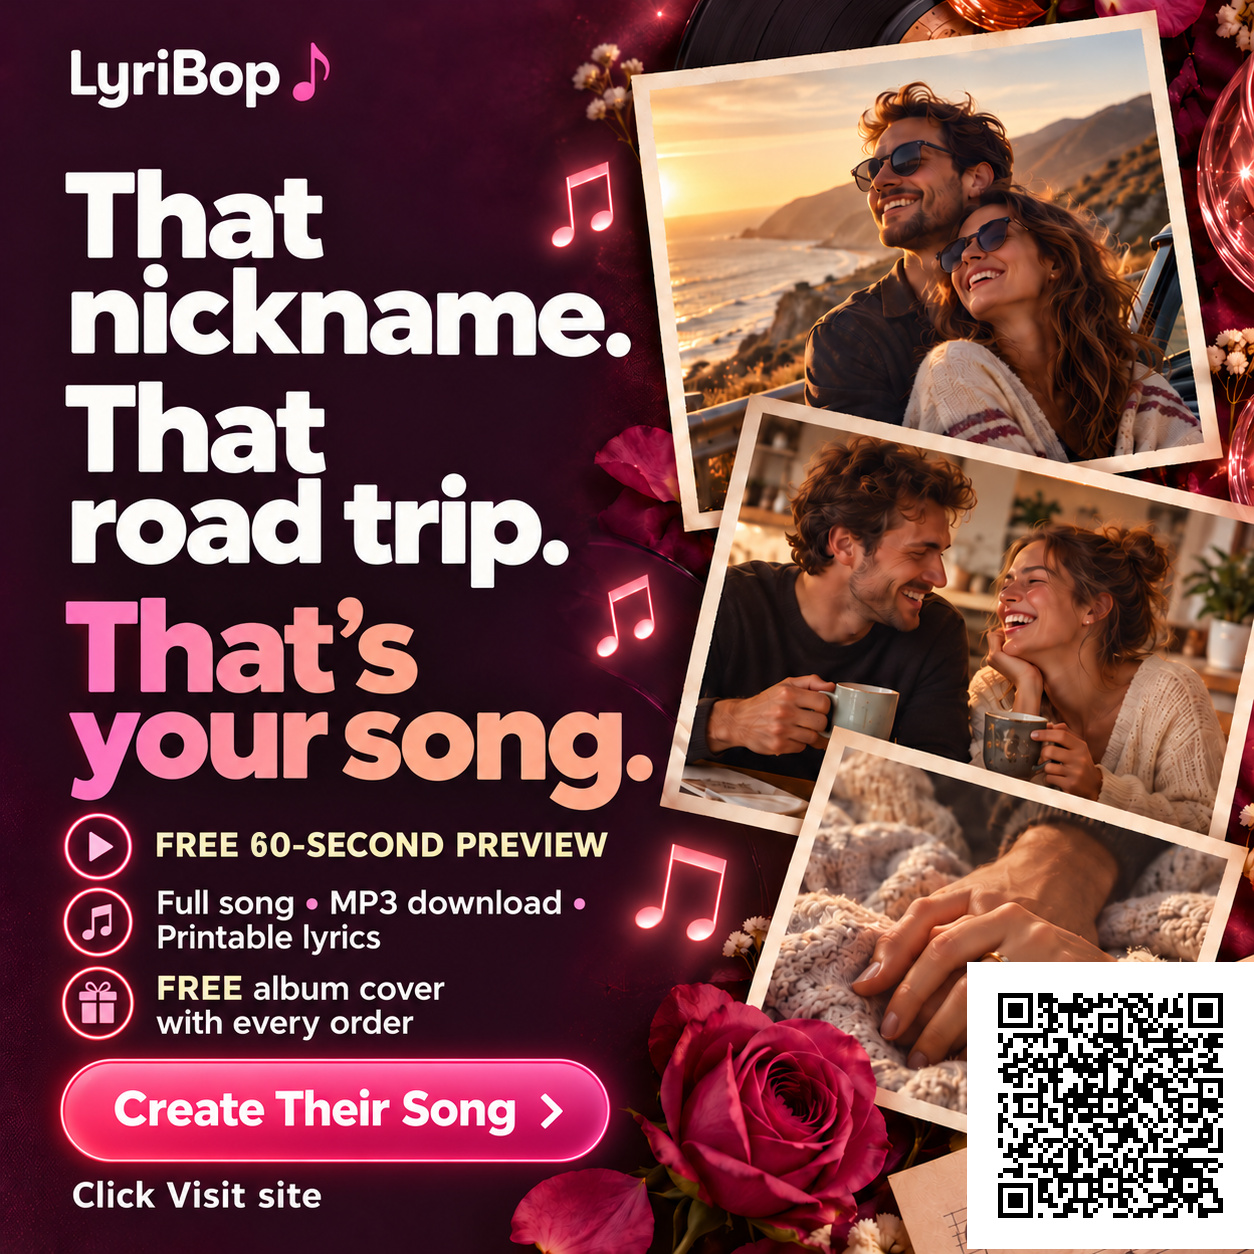 LyriBop
That
nickname.
That
road trip.
That's
your song.
FREE 60-SECOND PREVIEW
Full song • MP3 download •
Printable lyrics
FREE album cover
with every order
Create Their Song
Click Visit site